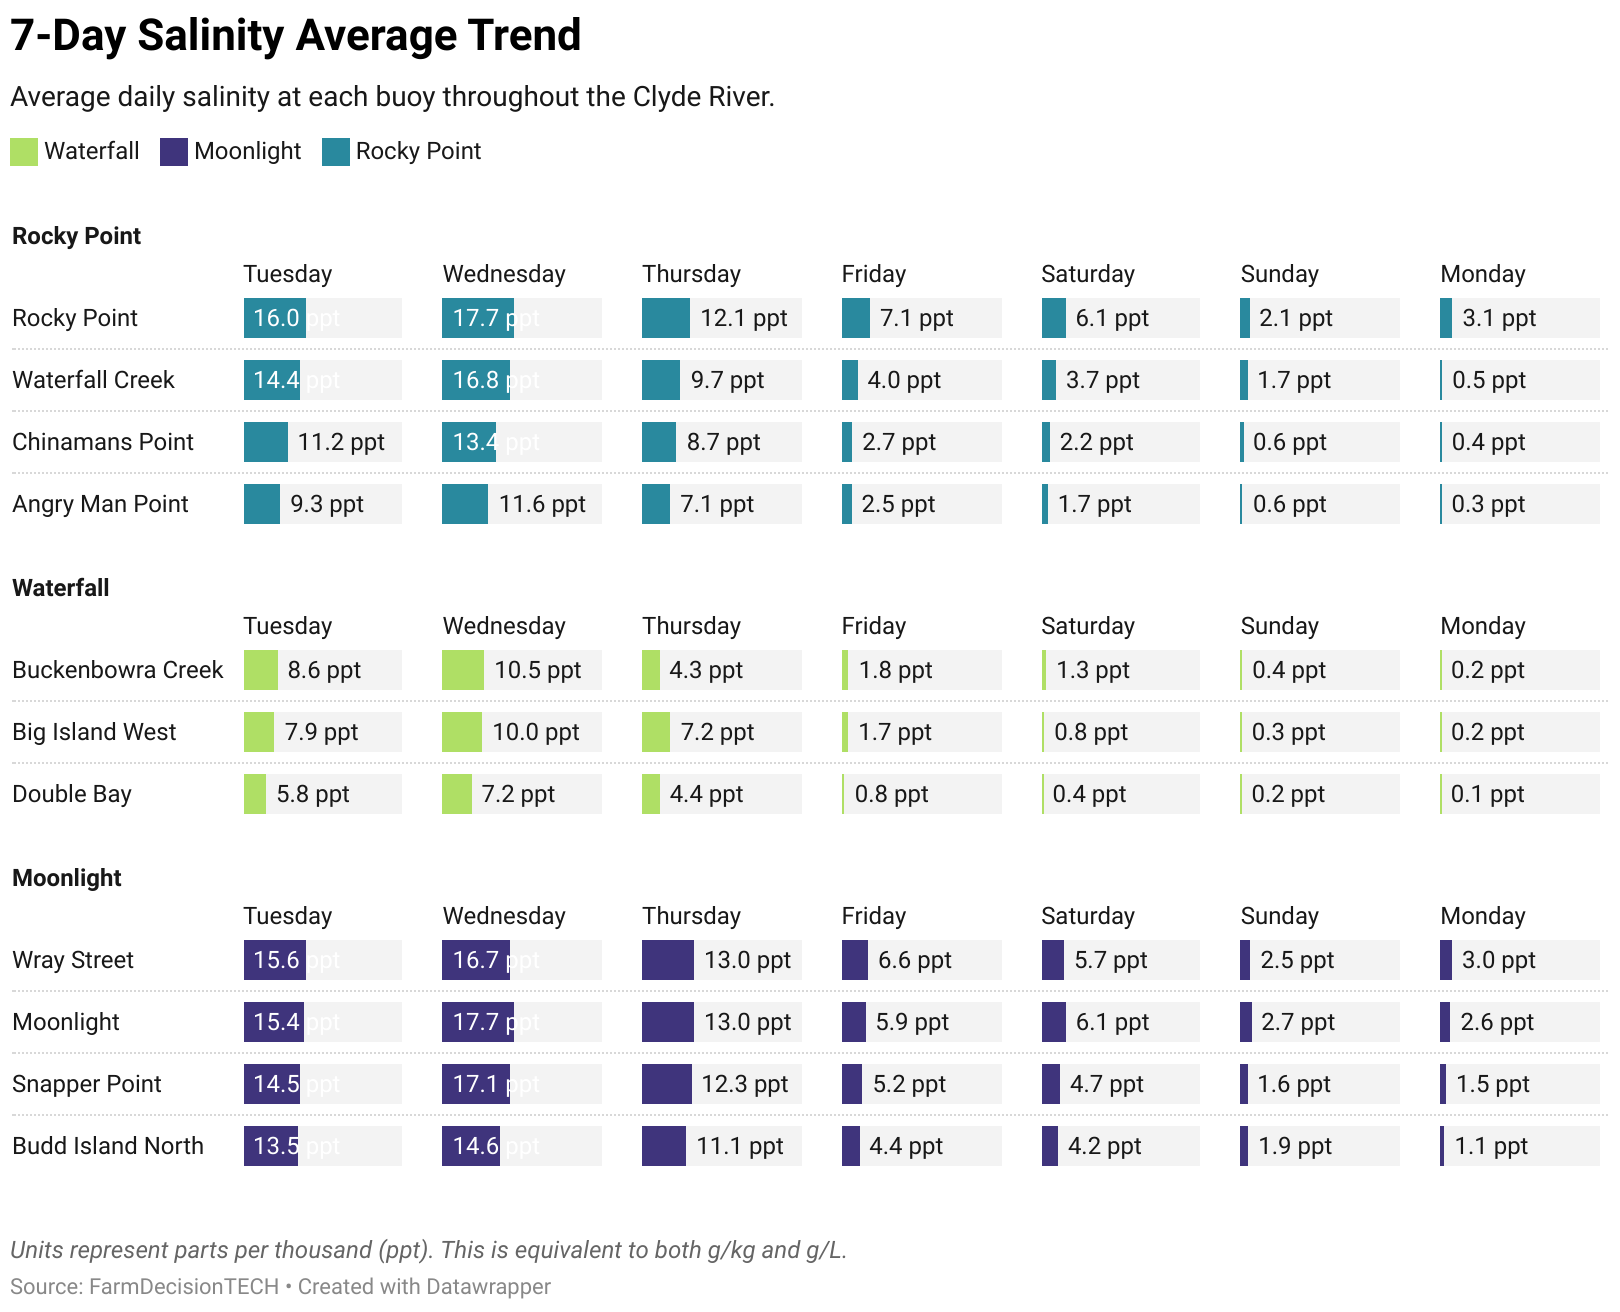 7-Day Salinity Average Trend
Average daily salinity at each buoy throughout the Clyde River.
Waterfall Moonlight Rocky Point
Rocky Point
Tuesday Wednesday Thursday Friday Saturday Sunday Monday
Rocky Point 16.0 ppt 17.7 ppt 12.1 ppt 7.1 ppt 6.1 ppt 2.1 ppt 3.1 ppt
Waterfall Creek 14.4 ppt 16.8 ppt 9.7 ppt 4.0 ppt 3.7 ppt 1.7 ppt 0.5 ppt
Chinamans Point 11.2 ppt 13.4 ppt 8.7 ppt 2.7 ppt 2.2 ppt 0.6 ppt 0.4 ppt
Angry Man Point 9.3 ppt 11.6 ppt 7.1 ppt 2.5 ppt 1.7 ppt 0.6 ppt 0.3 ppt
Waterfall
Tuesday Wednesday Thursday Friday Saturday Sunday Monday
Buckenbowra Creek 8.6 ppt 10.5 ppt 4.3 ppt 1.8 ppt 1.3 ppt 0.4 ppt 0.2 ppt
Big Island West 7.9 ppt 10.0 ppt 7.2 ppt 1.7 ppt 0.8 ppt 0.3 ppt 0.2 ppt
Double Bay 5.8 ppt 7.2 ppt 4.4 ppt 0.8 ppt 0.4 ppt 0.2 ppt 0.1 ppt
Moonlight
Tuesday Wednesday Thursday Friday Saturday Sunday Monday
Wray Street 15.6 ppt 16.7 ppt 13.0 ppt 6.6 ppt 5.7 ppt 2.5 ppt 3.0 ppt
Moonlight 15.4 ppt 17.7 ppt 13.0 ppt 5.9 ppt 6.1 ppt 2.7 ppt 2.6 ppt
Snapper Point 14.5 ppt 17.1 ppt 12.3 ppt 5.2 ppt 4.7 ppt 1.6 ppt 1.5 ppt
Budd Island North 13.5 ppt 14.6 ppt 11.1 ppt 4.4 ppt 4.2 ppt 1.9 ppt 1.1 ppt
Units represent parts per thousand (ppt). This is equivalent to both g/kg and g/L.
Source: FarmDecisionTECH • Created with Datawrapper